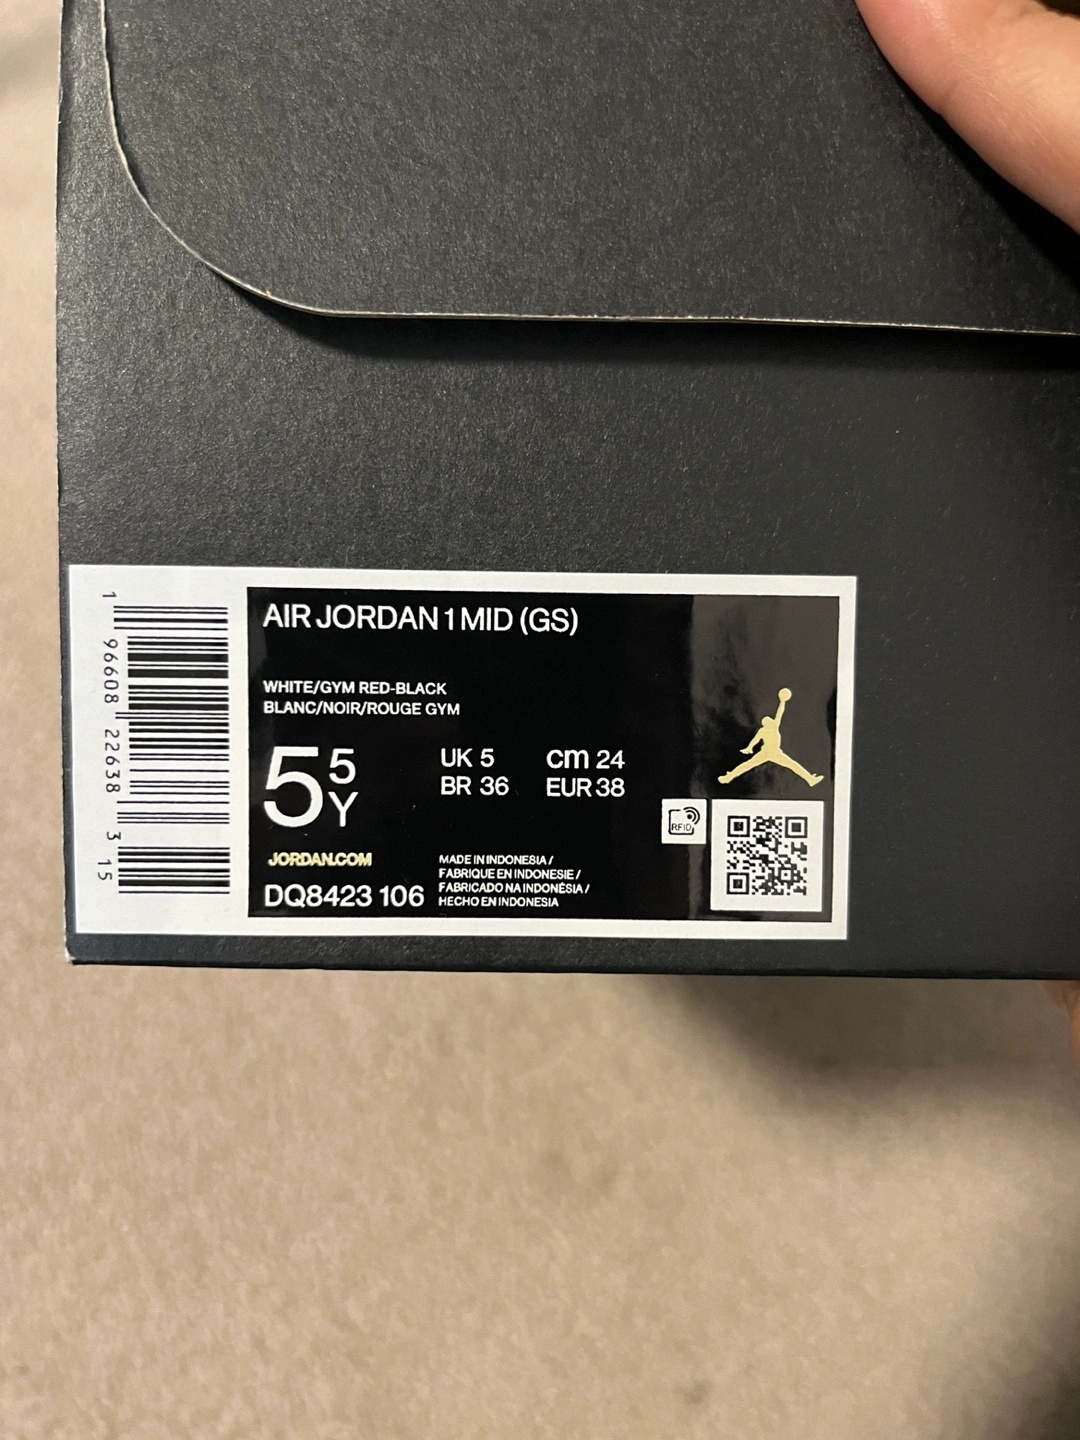 1 96608 22638 3 15
AIR JORDAN 1 MID (GS)
WHITE/GYM RED-BLACK
BLANC/NOIR/ROUGE GYM
5 5Y
UK 5 cm 24
BR 36 EUR 38
RFID
JORDAN.COM
DQ8423 106
MADE IN INDONESIA /
FABRIQUE EN INDONESIE /
FABRICADO NA INDONÉSIA /
HECHO EN INDONESIA